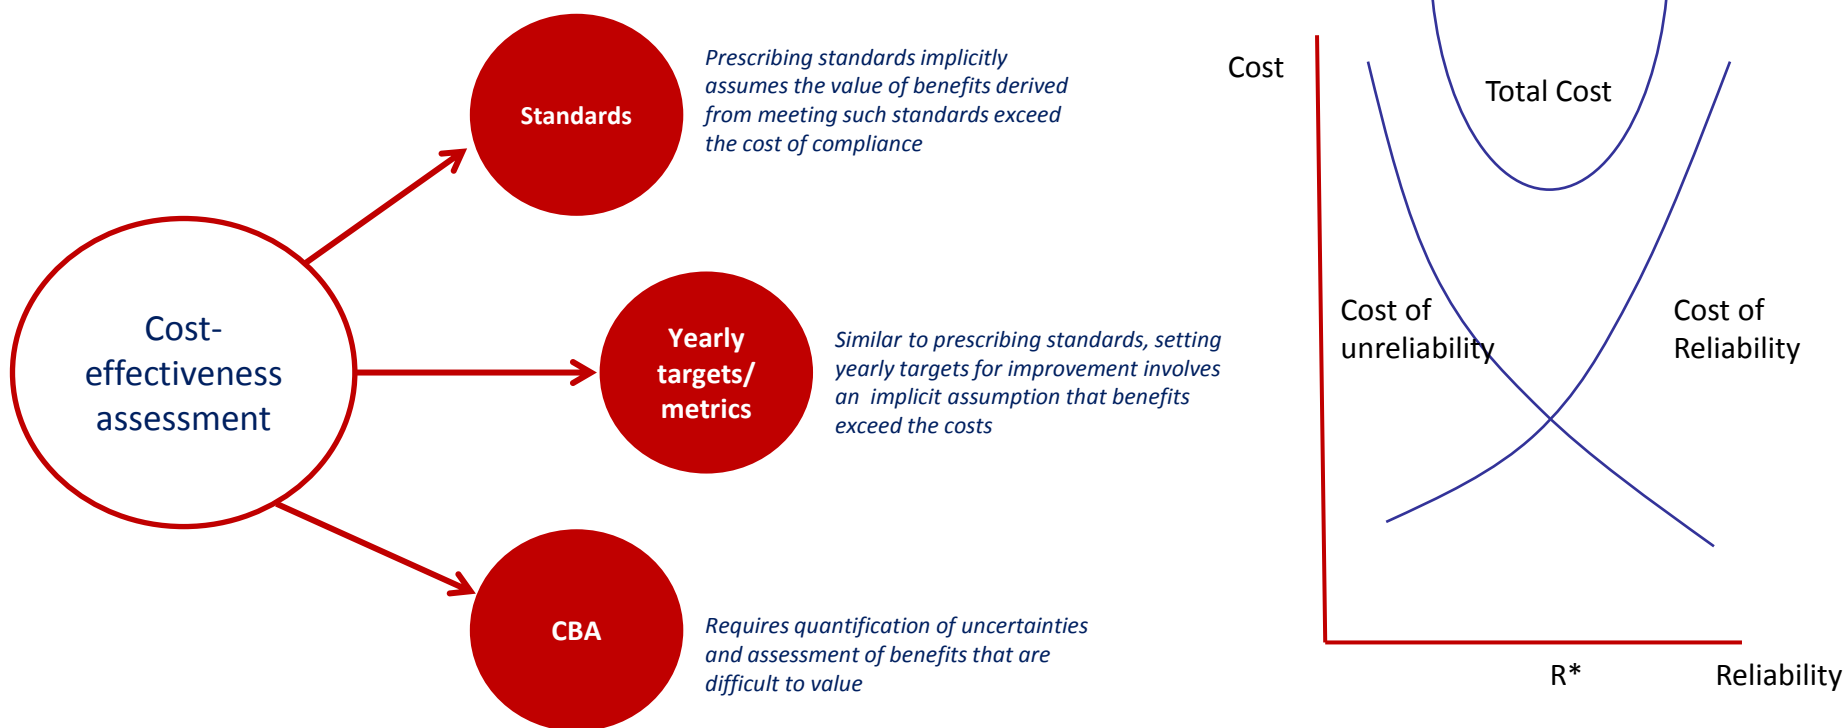 Cost-
effectiveness
assessment
Standards
Prescribing standards implicitly
assumes the value of benefits derived
from meeting such standards exceed
the cost of compliance
Yearly
targets/
metrics
Similar to prescribing standards, setting
yearly targets for improvement involves
an implicit assumption that benefits
exceed the costs
CBA
Requires quantification of uncertainties
and assessment of benefits that are
difficult to value
Cost
Total Cost
Cost of
unreliability
Cost of
Reliability
R*
Reliability